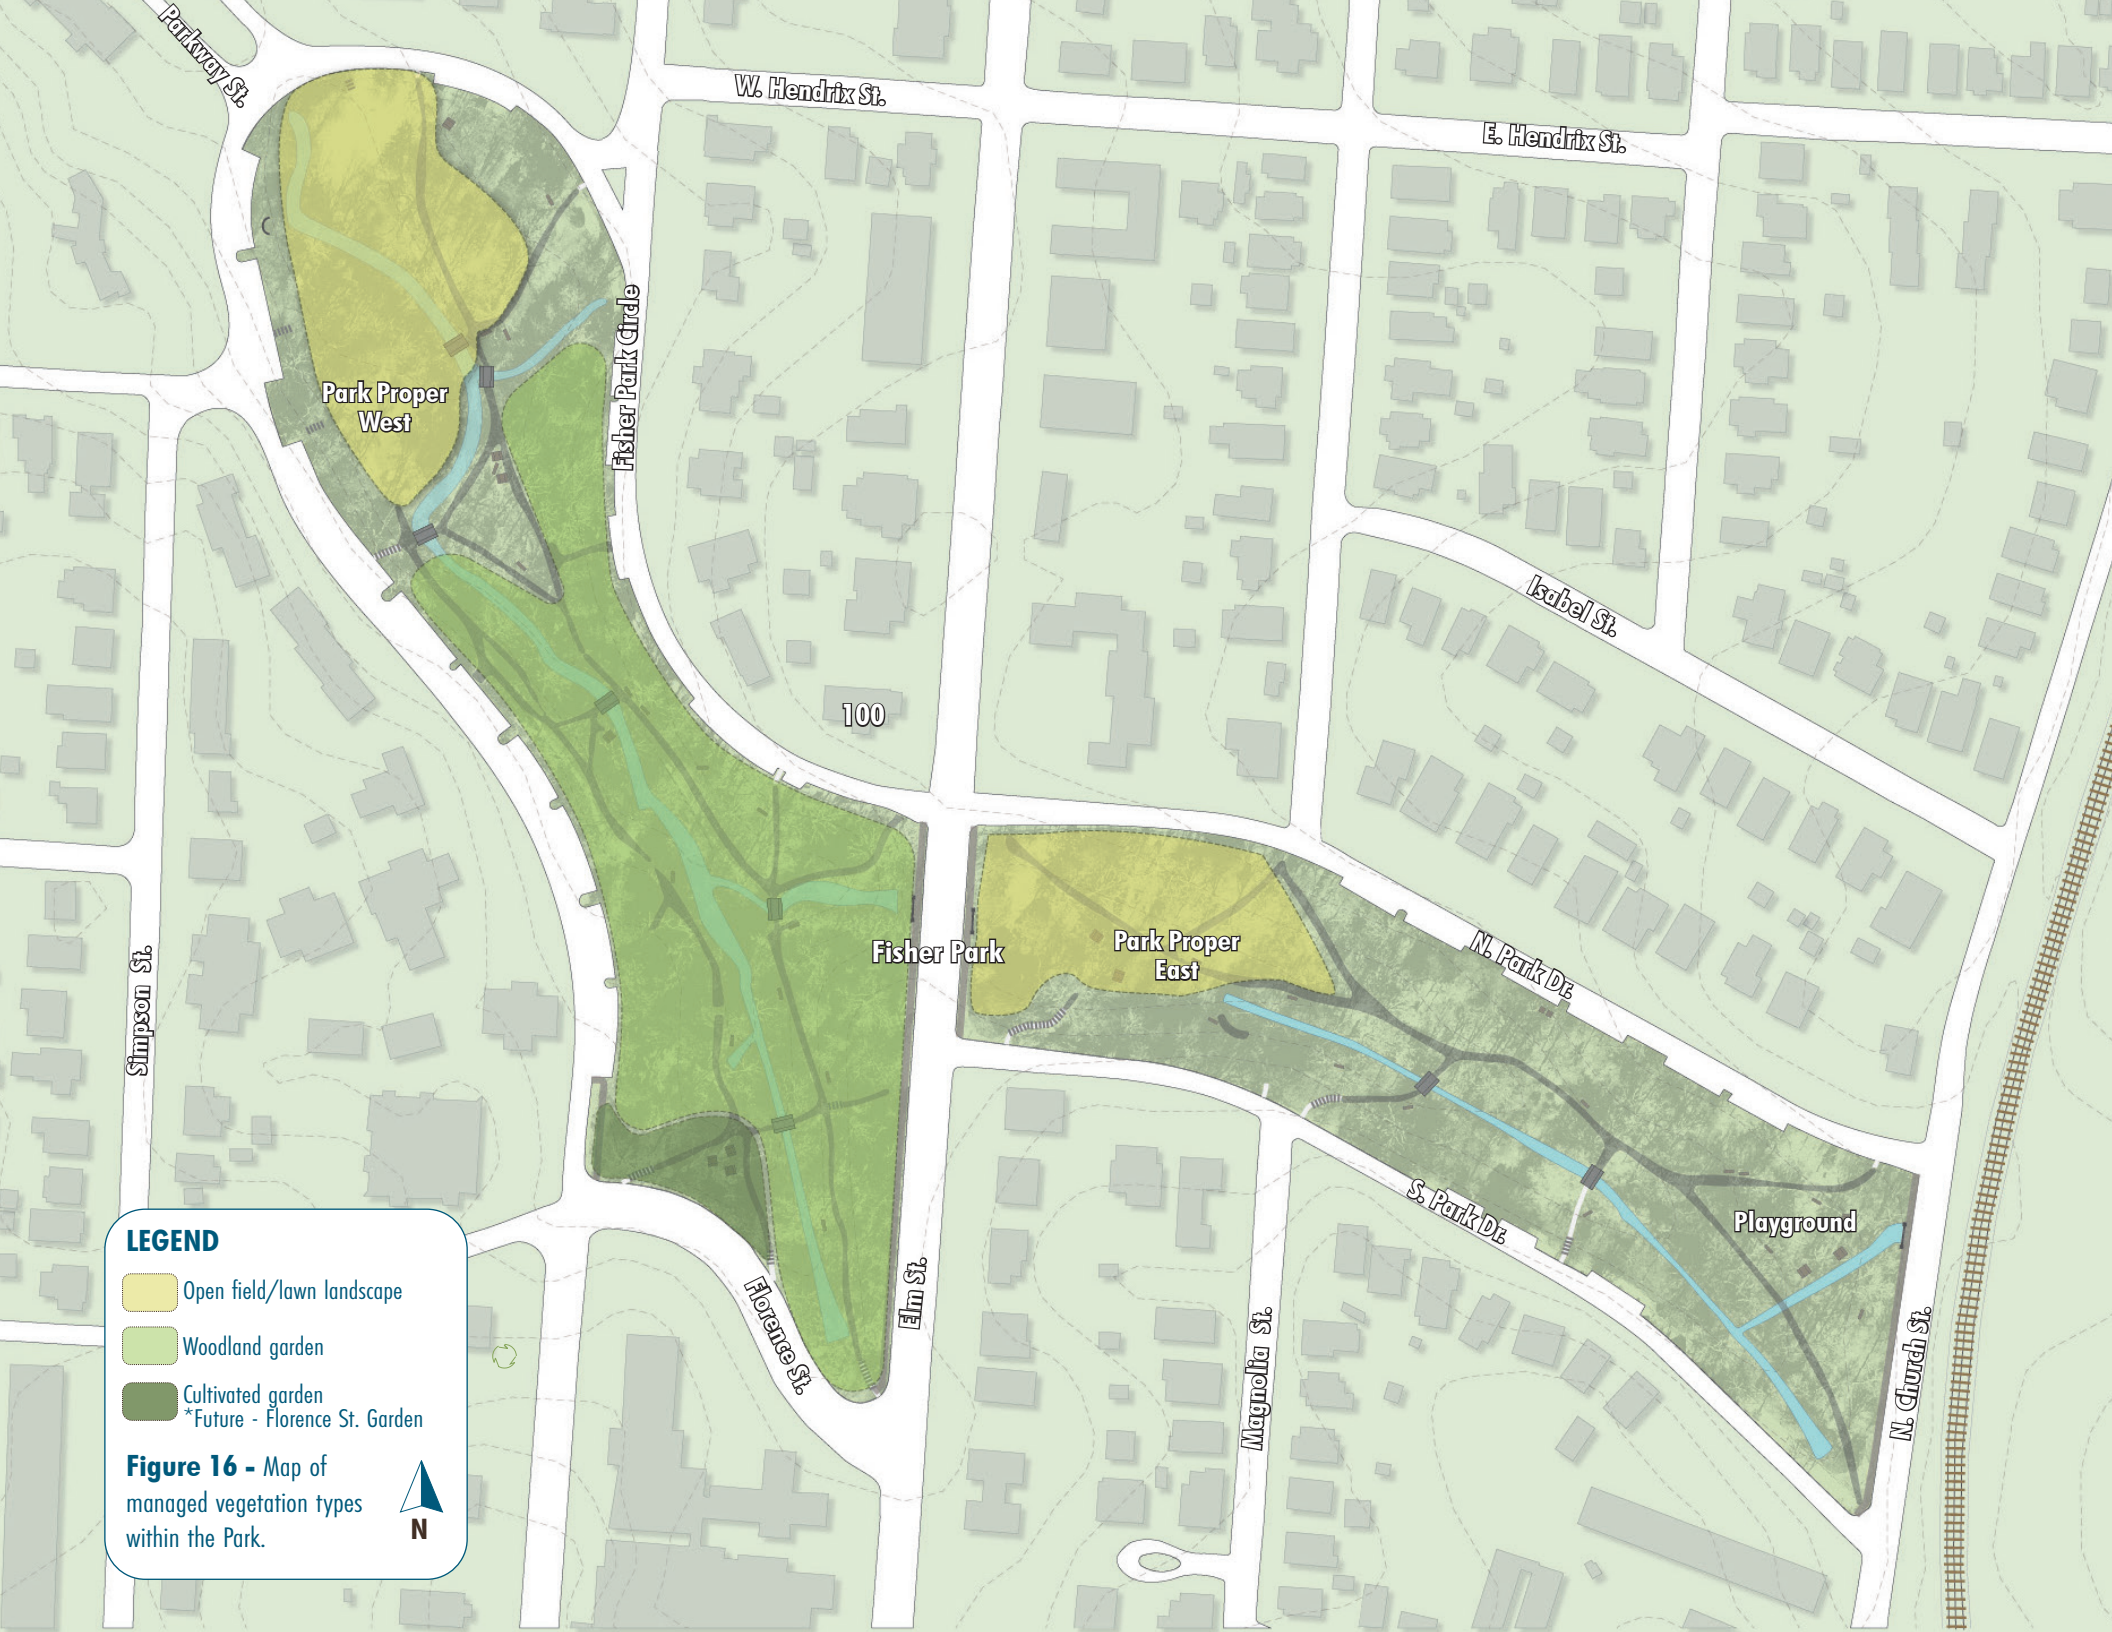 Parkway St.
W. Hendrix St.
E. Hendrix St.
Fisher Park Circle
Park Proper
West
Isabel St.
100
Fisher Park
Park Proper
East
N. Park Dr.
Simpson St.
S. Park Dr.
Playground
Elm St.
Florence St.
Magnolia St.
N. Church St.
LEGEND
Open field/lawn landscape
Woodland garden
Cultivated garden
*Future - Florence St. Garden
Figure 16 - Map of
managed vegetation types
within the Park.
N